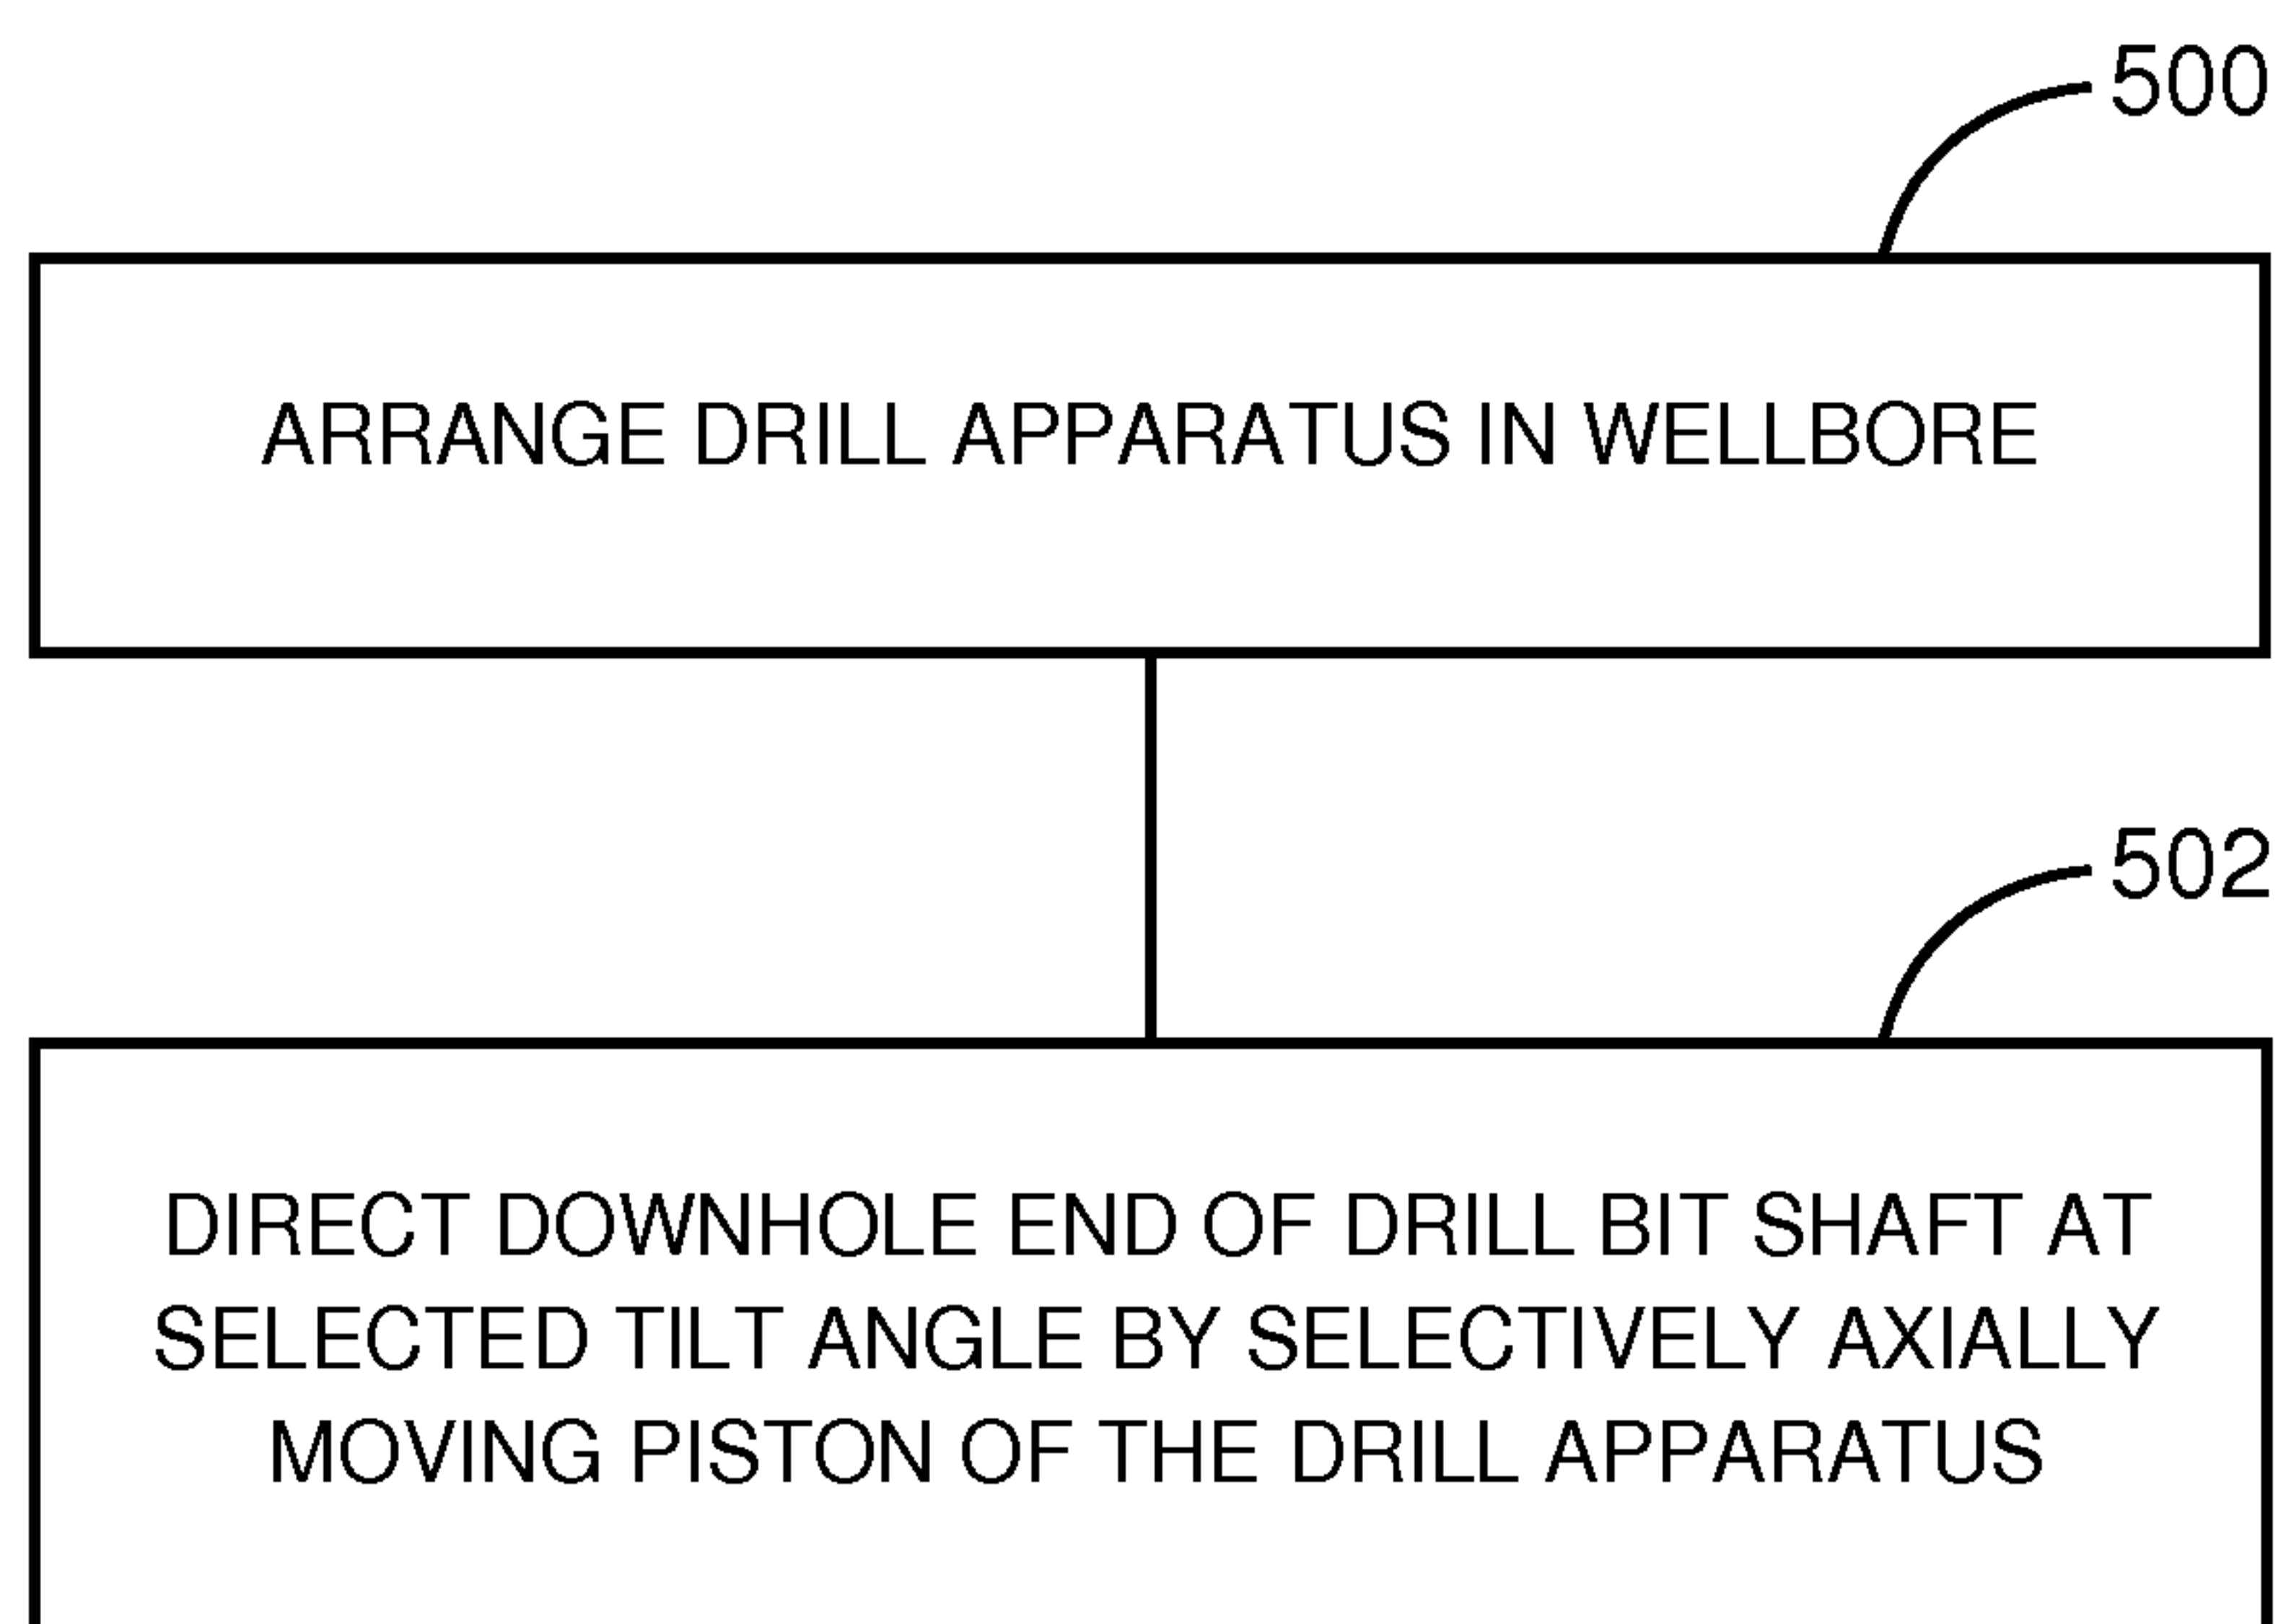 500
ARRANGE DRILL APPARATUS IN WELLBORE
502
DIRECT DOWNHOLE END OF DRILL BIT SHAFT AT
SELECTED TILT ANGLE BY SELECTIVELY AXIALLY
MOVING PISTON OF THE DRILL APPARATUS